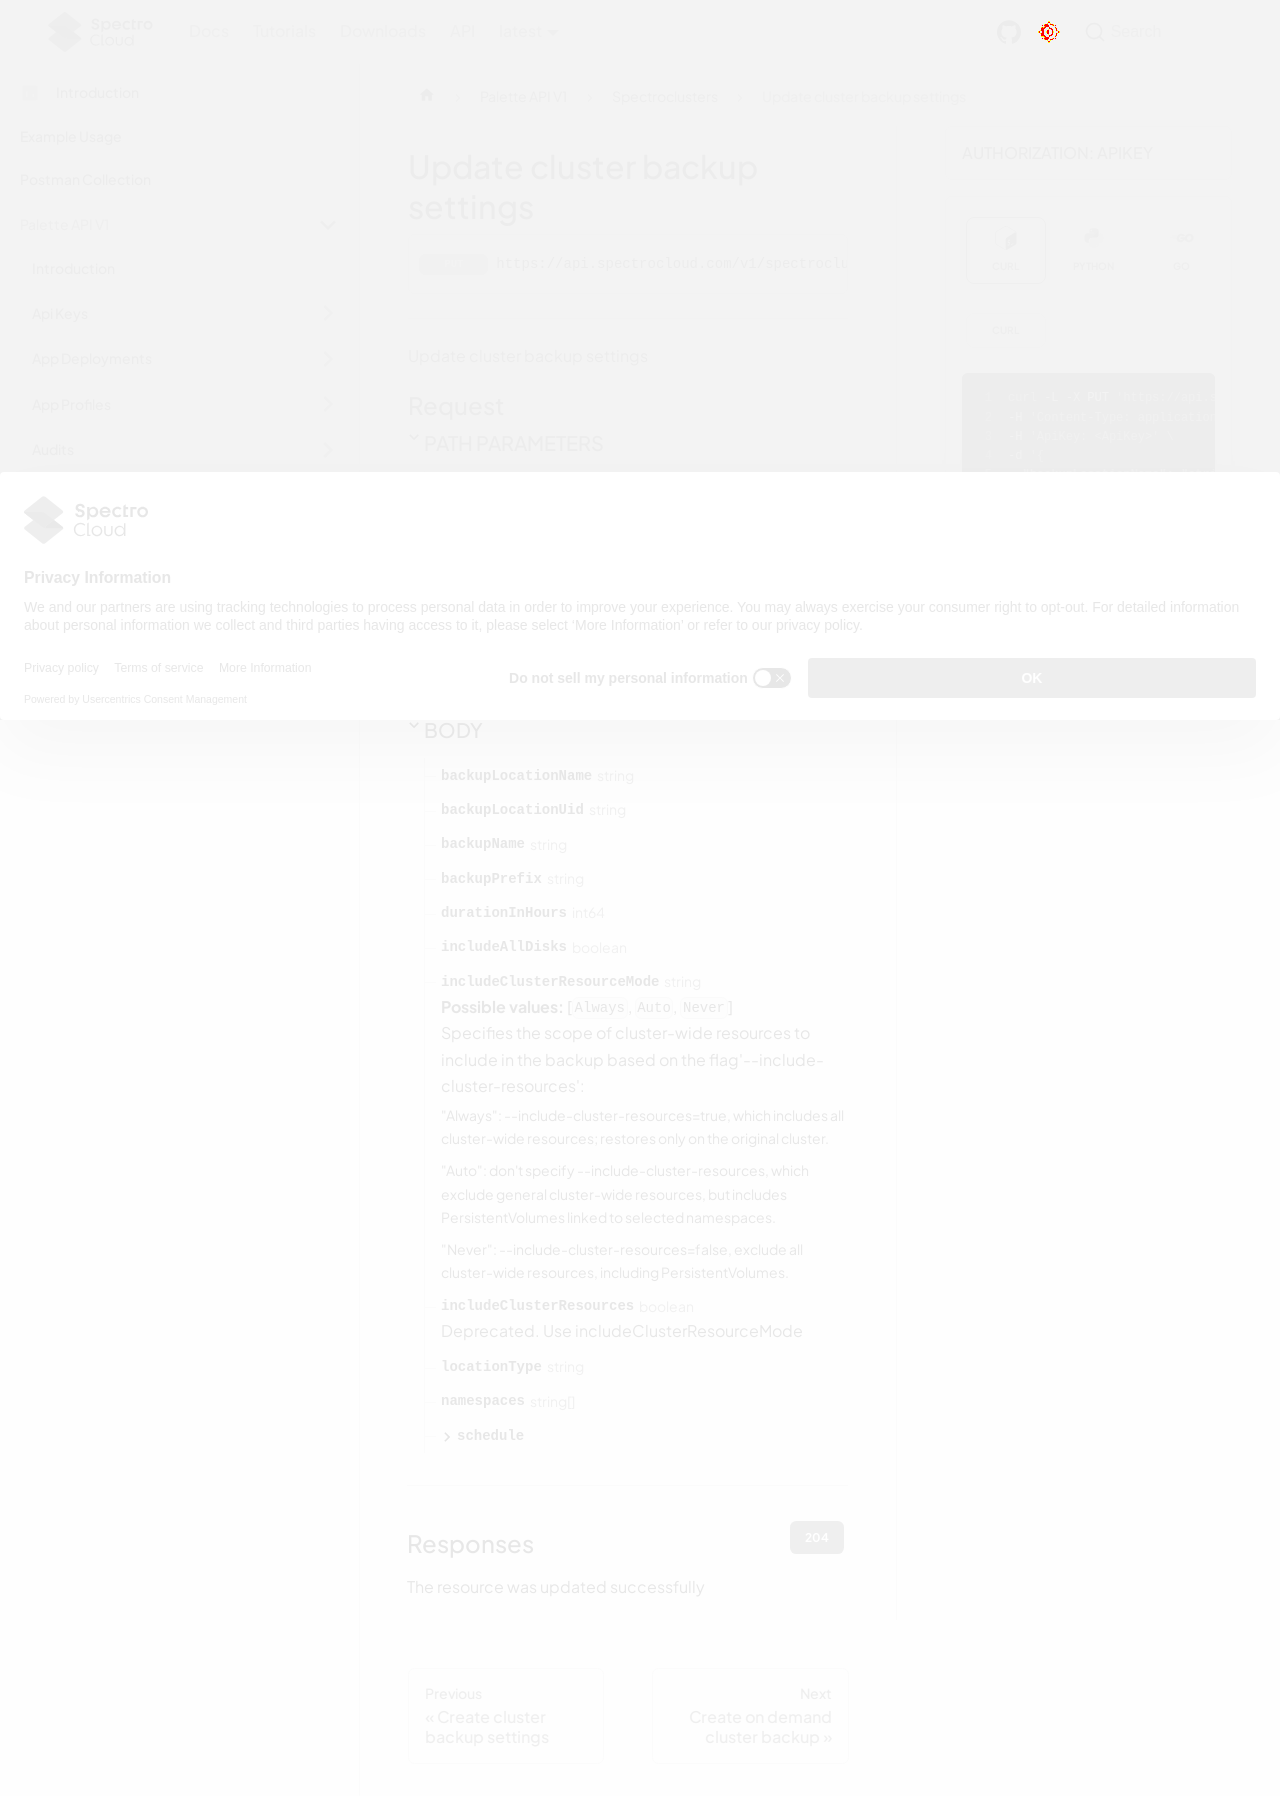 Spectro Cloud
Docs Tutorials Downloads API latest
Search
Introduction
Example Usage
Postman Collection
Palette API V1
Introduction
Api Keys
App Deployments
App Profiles
Audits
Palette API V1
Spectroclusters
Update cluster backup settings
Update cluster backup
settings
https://api.spectrocloud.com/v1/spectroclu
Update cluster backup settings
Request
PATH PARAMETERS
AUTHORIZATION: APIKEY
CURL PYTHON GO
CURL
PUT
Spectro
Cloud
Privacy Information
We and our partners are using tracking technologies to process personal data in order to improve your experience. You may always exercise your consumer right to opt-out. For detailed information
about personal information we collect and third parties having access to it, please select 'More Information' or refer to our privacy policy.
Privacy policy Terms of service More Information
Powered by Usercentrics Consent Management
Do not sell my personal information
OK
BODY
backupLocationName string
backupLocationUid string
backupName string
backupPrefix string
durationInHours int64
includeAllDisks boolean
includeClusterResourceMode string
Possible values: [Always, Auto, Never]
Specifies the scope of cluster-wide resources to
include in the backup based on the flag'--include-
cluster-resources':
"Always": --include-cluster-resources=true, which includes all
cluster-wide resources; restores only on the original cluster.
"Auto": don't specify --include-cluster-resources, which
exclude general cluster-wide resources. but includes
PersistentVolumes linked to selected namespaces.
"Never": --include-cluster-resources=false, exclude all
cluster-wide resources, including PersistentVolumes.
includeClusterResources boolean
Deprecated. Use includeClusterResourceMode
locationType string
namespaces string[]
schedule
Responses
204
The resource was updated successfully
Previous
« Create cluster
backup settings
Next
Create on demand
cluster backup »